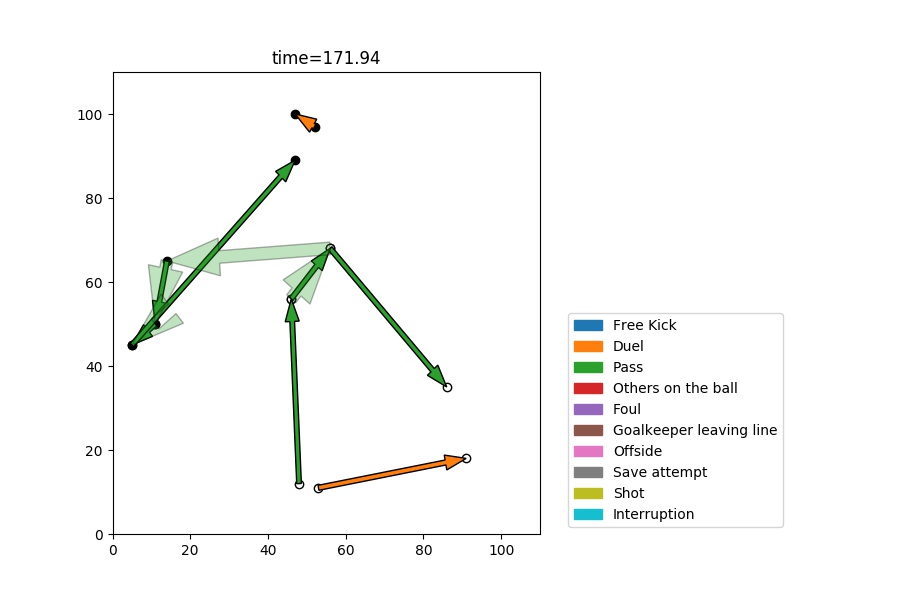 time=171.94
100
80
60
40
20
0
0 20 40 60 80 100
Free Kick
Duel
Pass
Others on the ball
Foul
Goalkeeper leaving line
Offside
Save attempt
Shot
Interruption